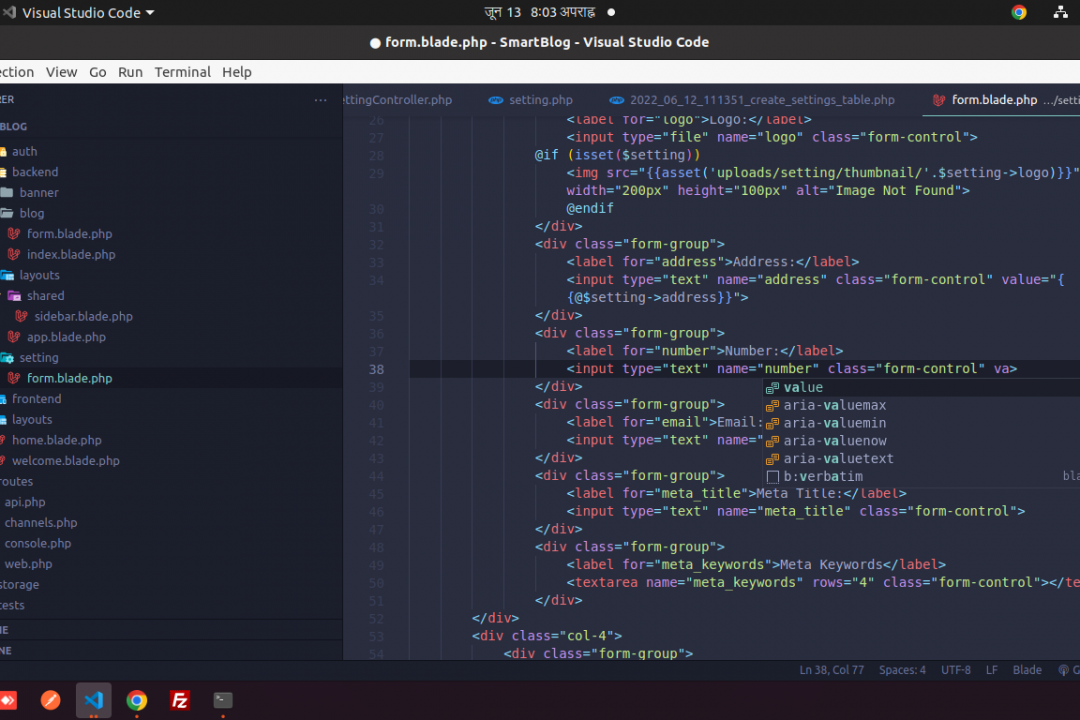 Visual Studio Code
जून 13 8:03 अपराह्न
form.blade.php - SmartBlog - Visual Studio Code
ection View Go Run Terminal Help
RER ...
ettingController.php setting.php 2022_06_12_111351_create_settings_table.php form.blade.php .../setti
BLOG
auth
backend
banner
blog
form.blade.php
index.blade.php
layouts
shared
sidebar.blade.php
app.blade.php
setting
form.blade.php
frontend
layouts
home.blade.php
welcome.blade.php
routes
api.php
channels.php
console.php
web.php
storage
tests
NE
NE
26 <label for="logo">Logo:</label>
27 <input type="file" name="logo" class="form-control">
28 @if (isset($setting))
<img src="{{asset('uploads/setting/thumbnail/'.$setting->logo)}}"
width="200px" height="100px" alt="Image Not Found">
30 @endif
31 </div>
32 <div class="form-group">
33 <label for="address">Address:</label>
34 <input type="text" name="address" class="form-control" value="{
{@$setting->address}}">
35 </div>
36 <div class="form-group">
37 <label for="number">Number:</label>
38 <input type="text" name="number" class="form-control" va>
39 </div>
40 <div class="form-group">
41 <label for="email">Email:
42 <input type="text" name="
43 </div>
44 <div class="form-group">
45 <label for="meta_title">Meta Title:</label>
46 <input type="text" name="meta_title" class="form-control">
47 </div>
48 <div class="form-group">
49 <label for="meta_keywords">Meta Keywords</label>
50 <textarea name="meta_keywords" rows="4" class="form-control"></te
51 </div>
52 </div>
53 <div class="col-4">
54 <div class="form-group">
value
aria-valuemax
aria-valuemin
aria-valuenow
aria-valuetext
b:verbatim bla
Ln 38, Col 77 Spaces: 4 UTF-8 LF Blade G